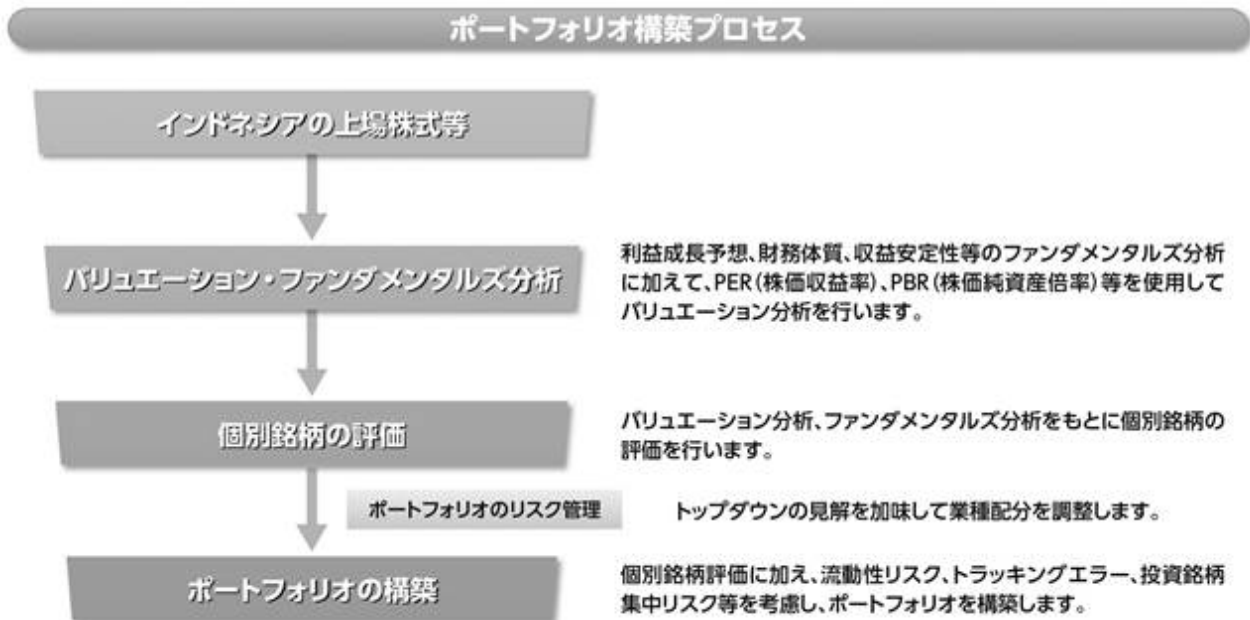 ポートフォリオ構築プロセス
インドネシアの上場株式等
バリュエーション・ファンダメンタルズ分析
利益成長予想、財務体質、収益安定性等のファンダメンタルズ分析
に加えて、PER(株価収益率)、PBR(株価純資産倍率)等を使用して
バリュエーション分析を行います。
個別銘柄の評価
バリュエーション分析、ファンダメンタルズ分析をもとに個別銘柄の
評価を行います。
ポートフォリオのリスク管理
トップダウンの見解を加味して業種配分を調整します。
ポートフォリオの構築
個別銘柄評価に加え、流動性リスク、トラッキングエラー、投資銘柄
集中リスク等を考慮し、ポートフォリオを構築します。